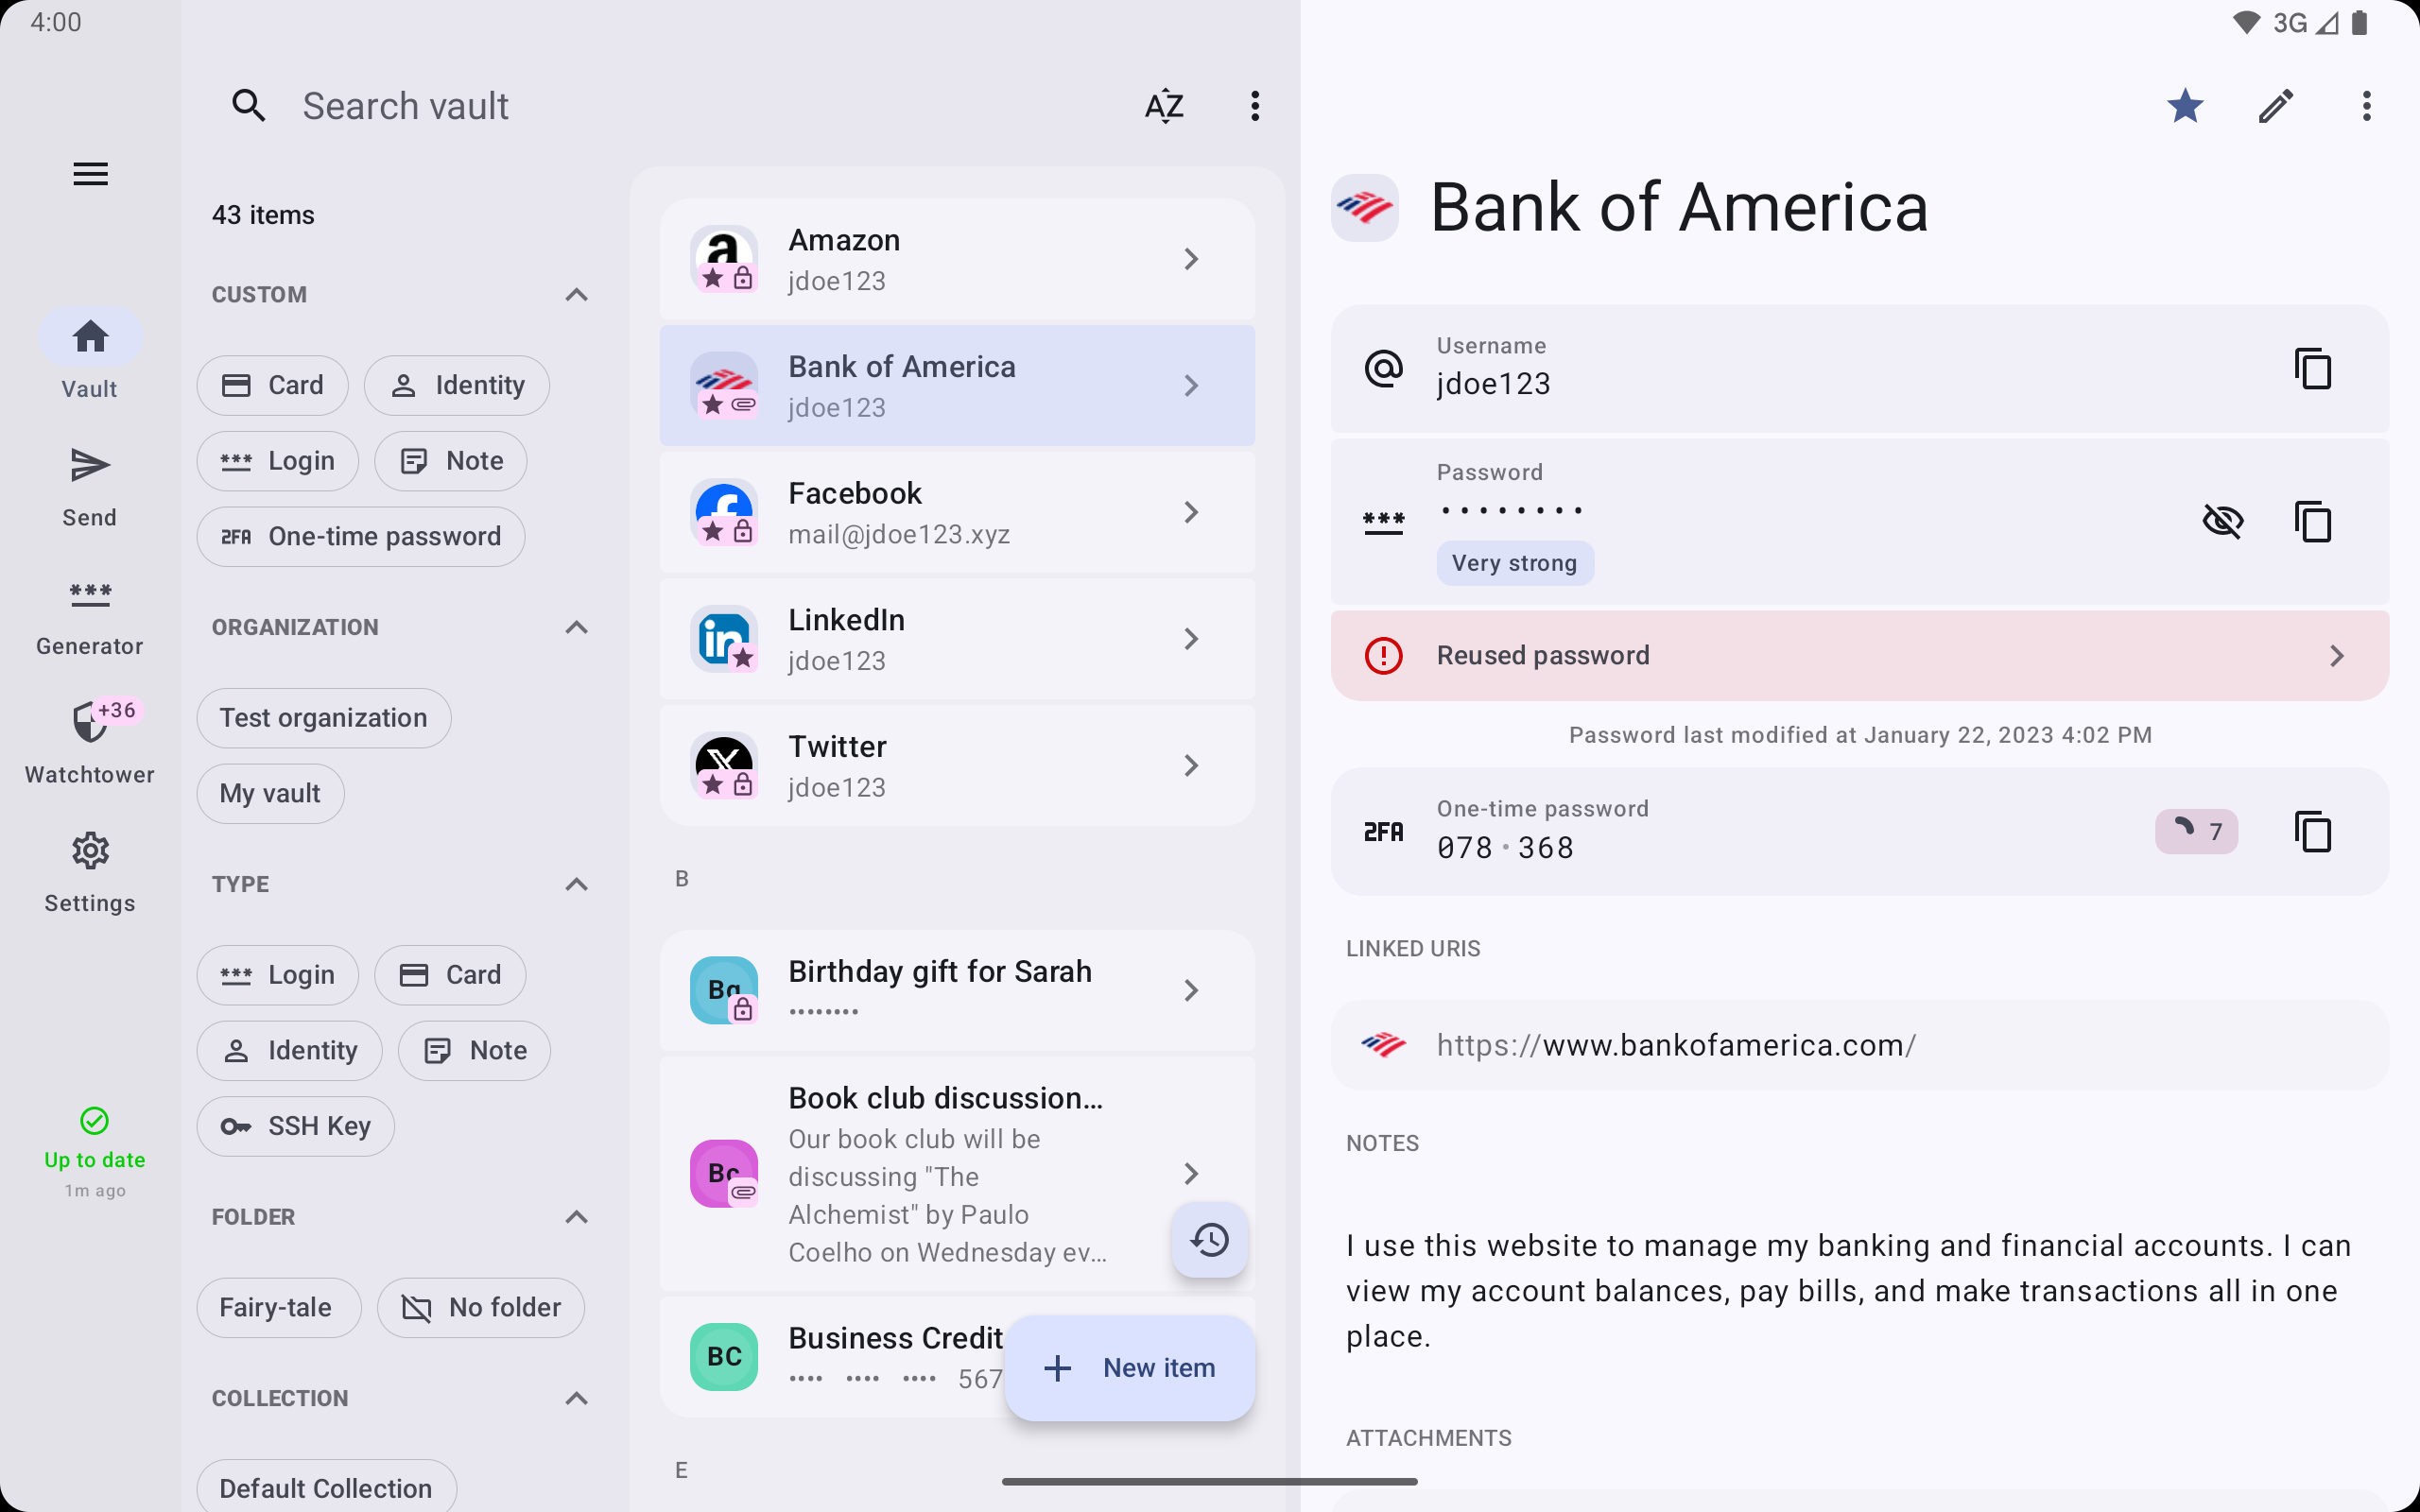 4:00
3G
Search vault
AZ
43 items
CUSTOM
Card
Identity
Login
Note
2FA One-time password
ORGANIZATION
Test organization
My vault
TYPE
Login
Card
Identity
Note
SSH Key
FOLDER
Fairy-tale
No folder
COLLECTION
Default Collection
Vault
Send
Generator
+36
Watchtower
Settings
Up to date
1m ago
a
Amazon
jdoe123
Bank of America
jdoe123
f
Facebook
mail@jdoe123.xyz
in
LinkedIn
jdoe123
X
Twitter
jdoe123
B
Bg
Birthday gift for Sarah
••••••••
Bc
Book club discussion...
Our book club will be
discussing "The
Alchemist" by Paulo
Coelho on Wednesday ev...
BC
Business Credit
•••• •••• •••• 567
New item
E
Bank of America
Username
jdoe123
Password
••••••••
Very strong
Reused password
Password last modified at January 22, 2023 4:02 PM
2FA
One-time password
078•368
7
LINKED URIS
https://www.bankofamerica.com/
NOTES
I use this website to manage my banking and financial accounts. I can
view my account balances, pay bills, and make transactions all in one
place.
ATTACHMENTS